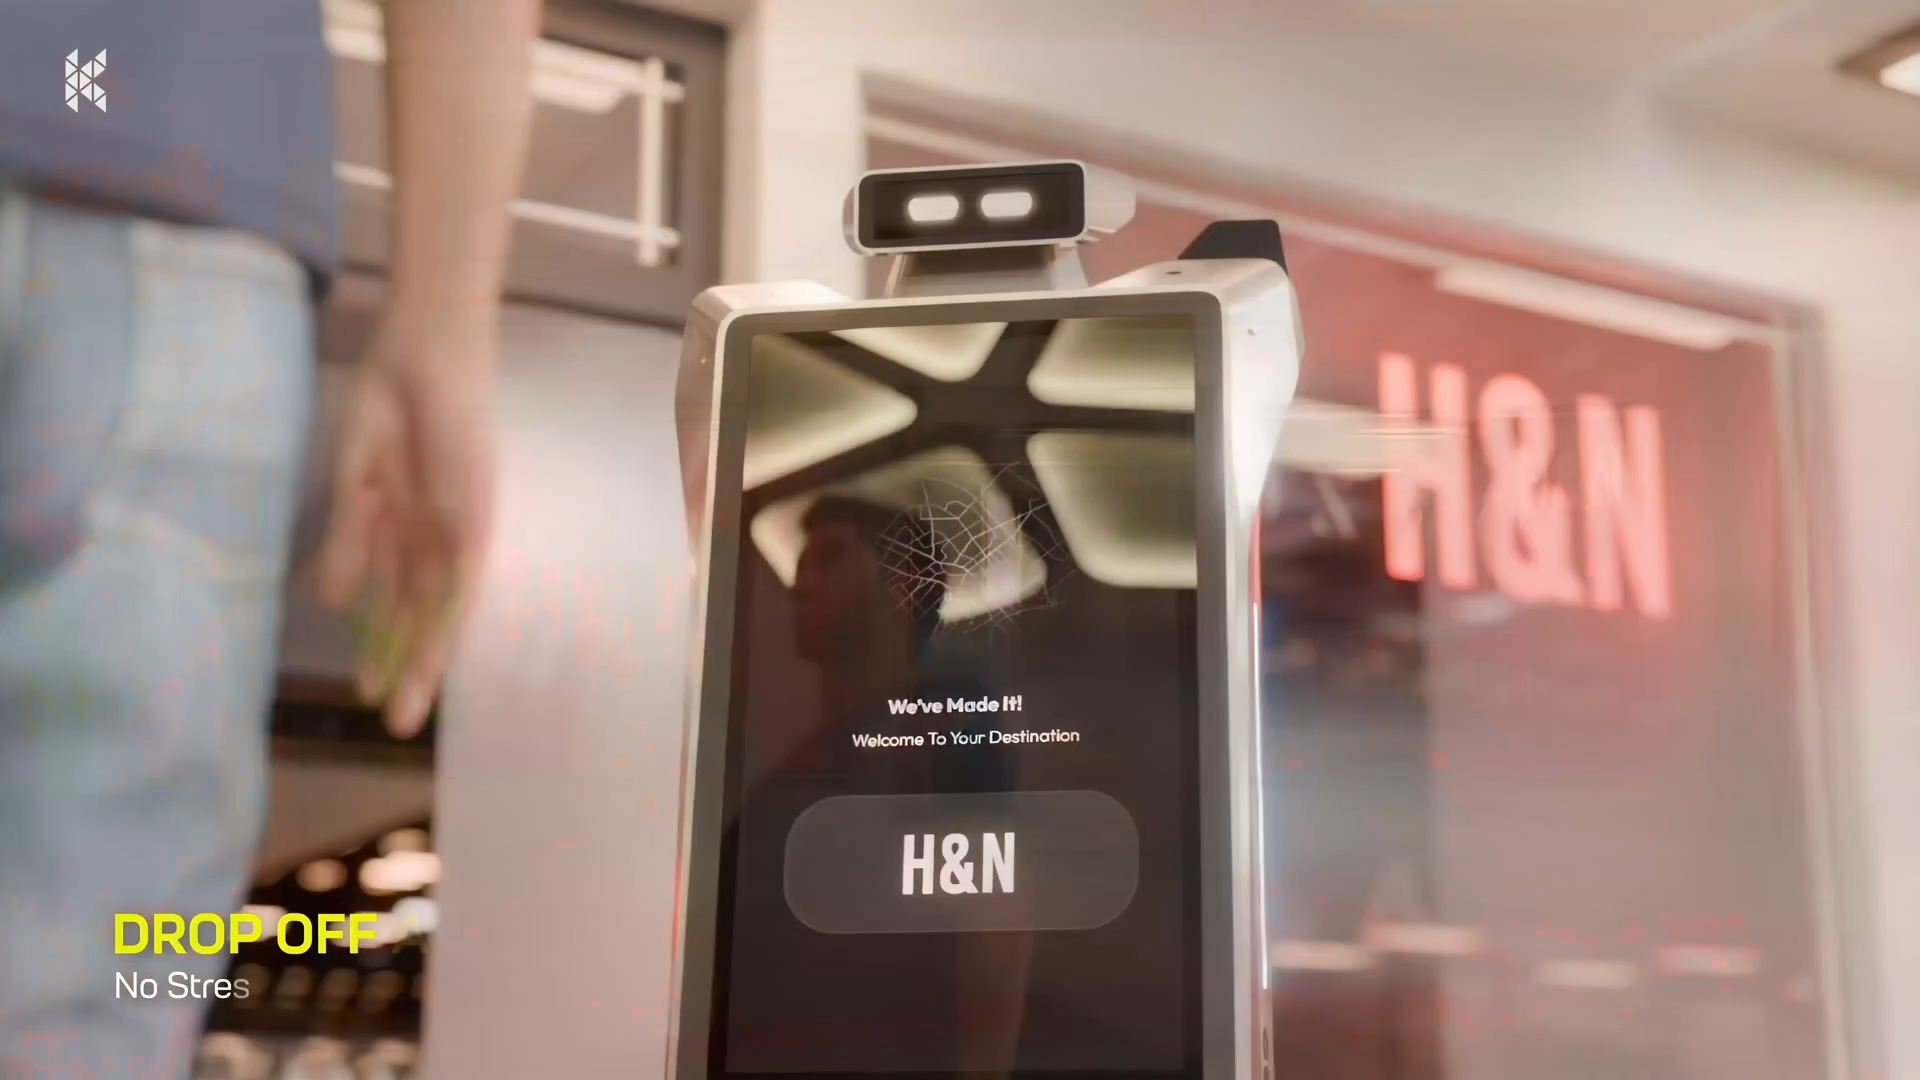 We've Made It!
Welcome To Your Destination
H&N
H&N
DROP OFF
No Stres